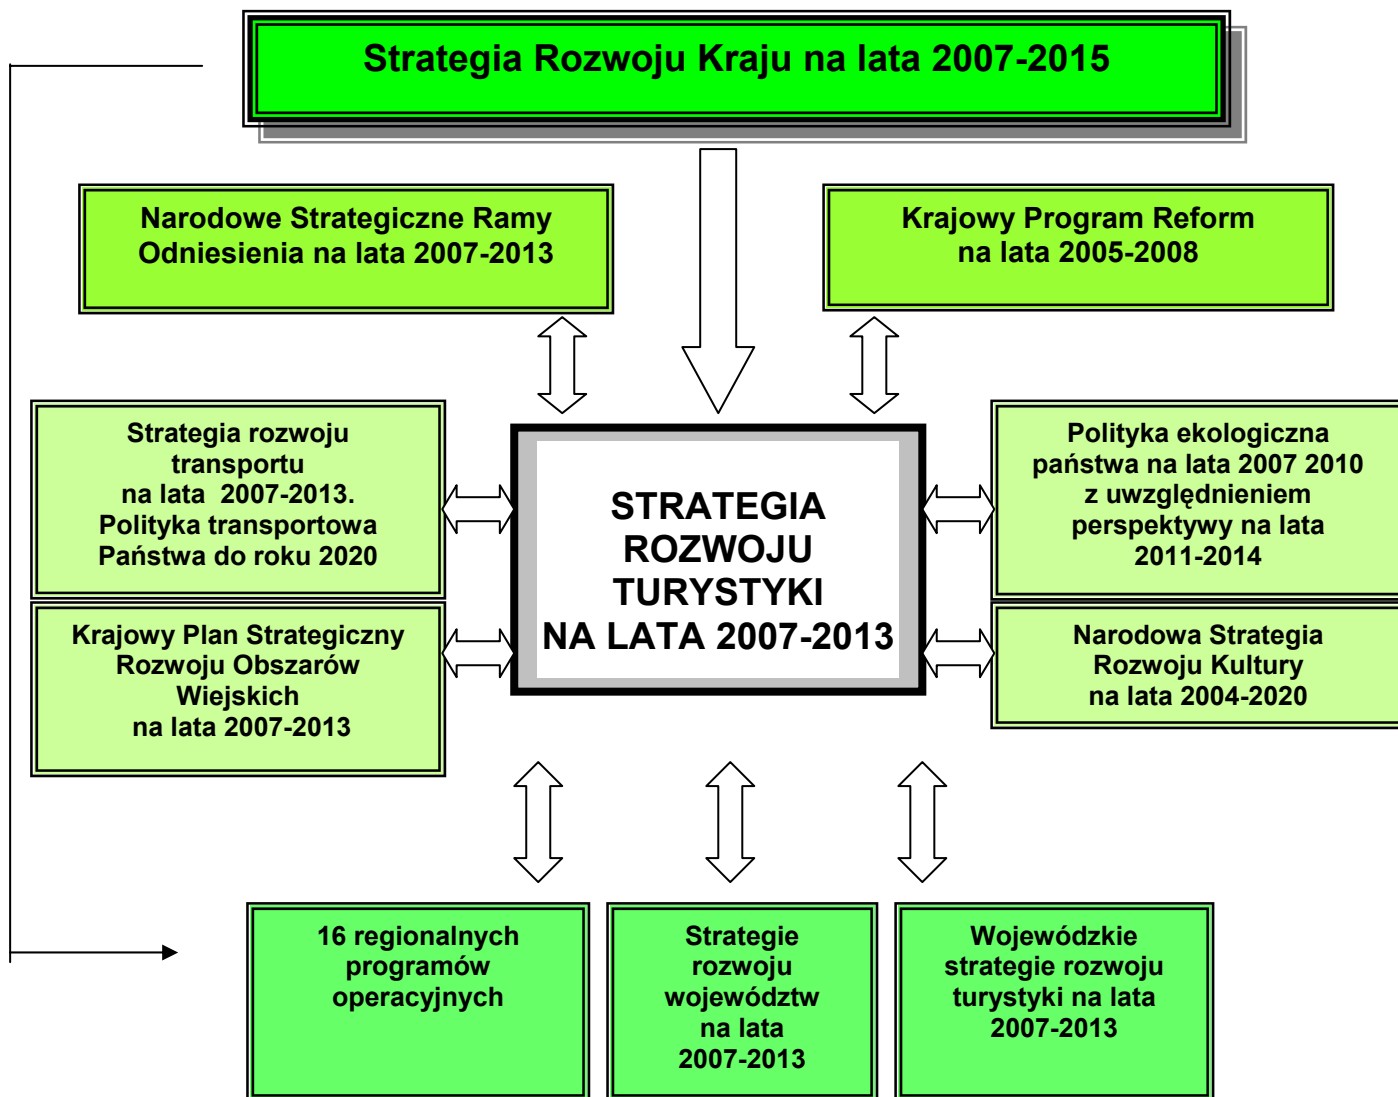 Strategia Rozwoju Kraju na lata 2007-2015
Narodowe Strategiczne Ramy
Odniesienia na lata 2007-2013
Krajowy Program Reform
na lata 2005-2008
Strategia rozwoju
transportu
na lata  2007-2013.
Polityka transportowa
Państwa do roku 2020
Polityka ekologiczna
państwa na lata 2007 2010
z uwzględnieniem
perspektywy na lata
2011-2014
STRATEGIA
ROZWOJU
TURYSTYKI
NA LATA 2007-2013
Krajowy Plan Strategiczny
Rozwoju Obszarów
Wiejskich
na lata 2007-2013
Narodowa Strategia
Rozwoju Kultury
na lata 2004-2020
16 regionalnych
programów
operacyjnych
Strategie
rozwoju
województw
na lata
2007-2013
Wojewódzkie
strategie rozwoju
turystyki na lata
2007-2013